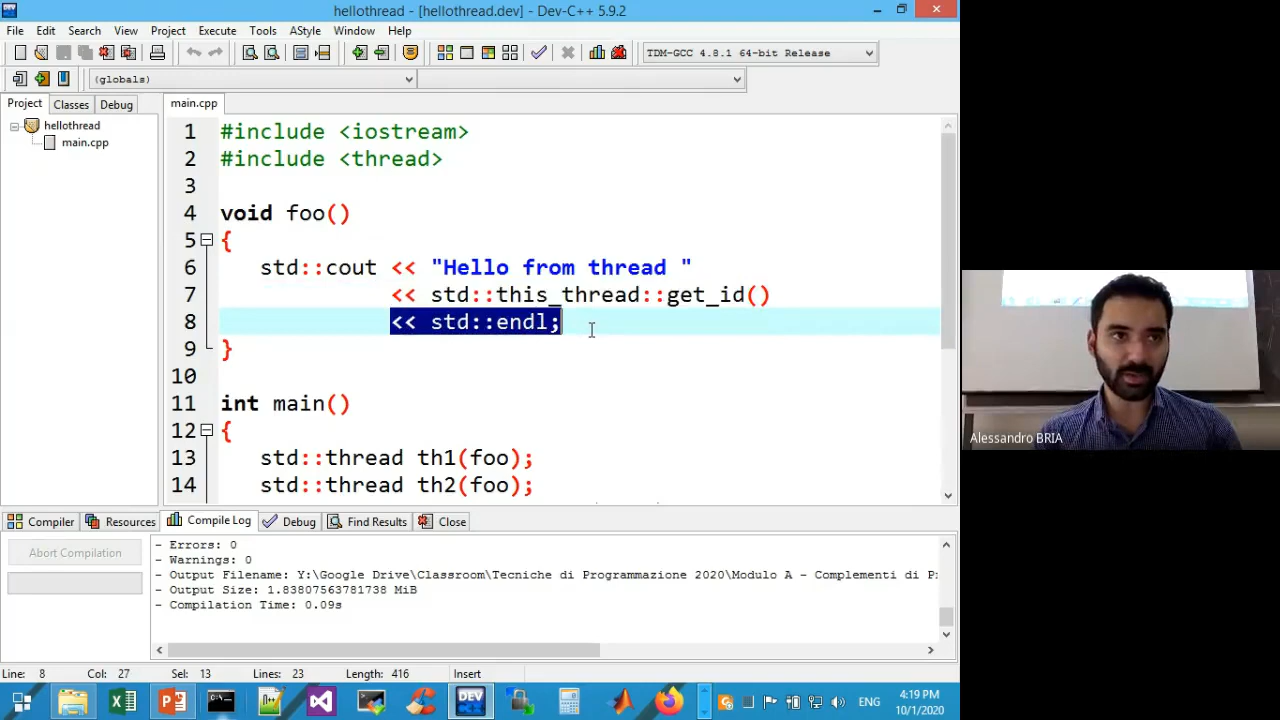 hellothread - [hellothread.dev] - Dev-C++ 5.9.2
File Edit Search View Project Execute Tools AStyle Window Help
TDM-GCC 4.8.1 64-bit Release
(globals)
Project Classes Debug
main.cpp
hellothread
main.cpp
1 #include <iostream>
2 #include <thread>
3
4 void foo()
5 {
6 std::cout << "Hello from thread "
7 << std::this_thread::get_id()
8 << std::endl;
9 }
10
11 int main()
12 {
13 std::thread th1(foo);
14 std::thread th2(foo);
Alessandro BRIA
Compiler Resources Compile Log Debug Find Results Close
Abort Compilation
- Errors: 0
- Warnings: 0
- Output Filename: Y:\Google Drive\Classroom\Tecniche di Programmazione 2020\Modulo A - Complementi di P
- Output Size: 1.83807563781738 MiB
- Compilation Time: 0.09s
Line: 8 Col: 27 Sel: 13 Lines: 23 Length: 416 Insert
DEV
ENG
4:19 PM
10/1/2020